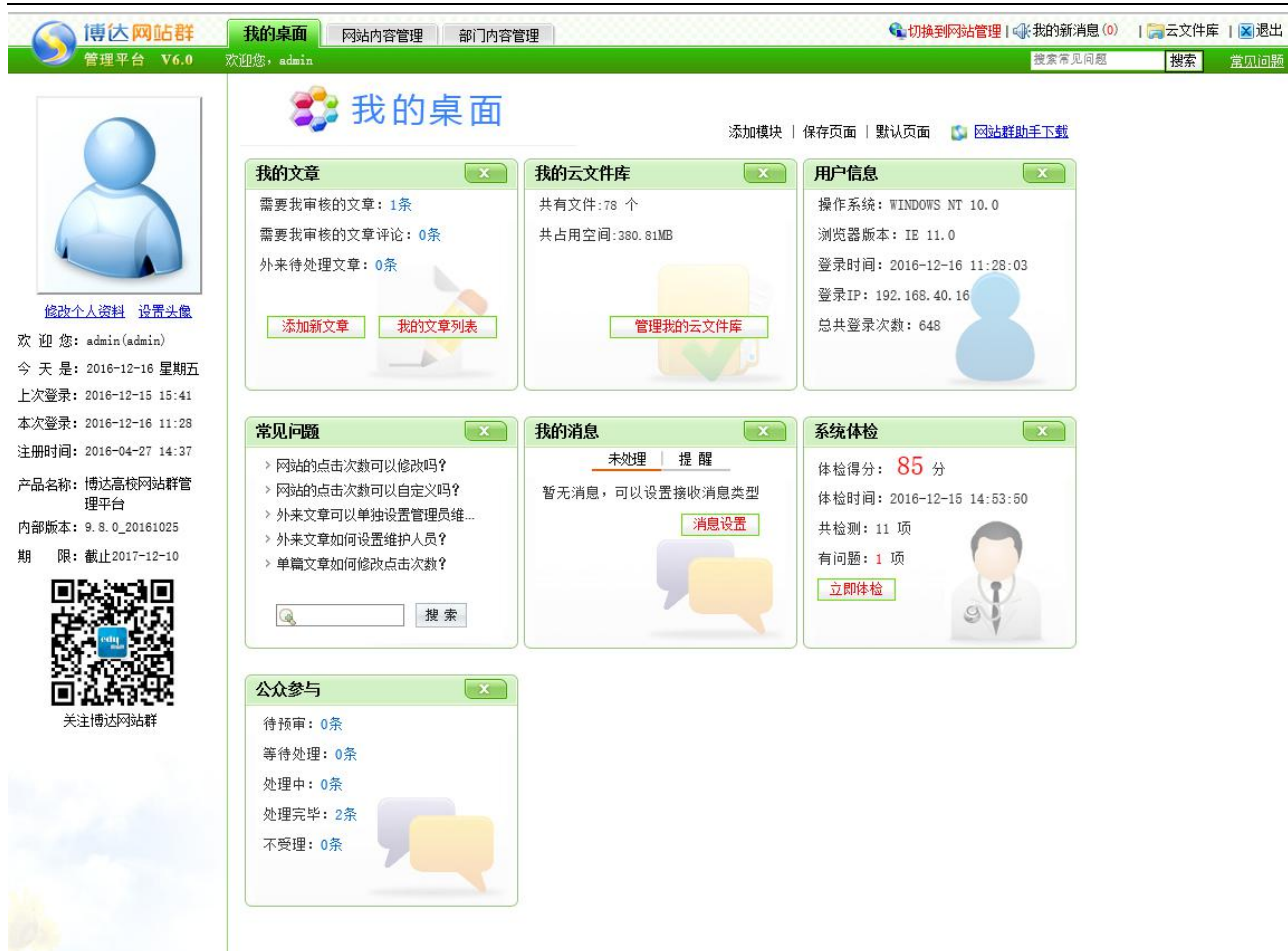 博达网站群
管理平台 V6.0
我的桌面 网站内容管理 部门内容管理
切换到网站管理 | 我的新消息(0) | 云文件库 | 退出
欢迎您，admin
搜索常见问题 搜索 常见问题
修改个人资料 设置头像
欢 迎 您：admin(admin)
今 天 是：2016-12-16 星期五
上次登录：2016-12-15 15:41
本次登录：2016-12-16 11:28
注册时间：2016-04-27 14:37
产品名称：博达高校网站群管
理平台
内部版本：9.8.0_20161025
期 限：截止2017-12-10
edu
关注博达网站群
我的桌面
添加模块 | 保存页面 | 默认页面 网站群助手下载
我的文章
需要我审核的文章：1条
需要我审核的文章评论：0条
外来待处理文章：0条
添加新文章 我的文章列表
我的云文件库
共有文件:78 个
共占用空间:380.81MB
管理我的云文件库
用户信息
操作系统：WINDOWS NT 10.0
浏览器版本：IE 11.0
登录时间：2016-12-16 11:28:03
登录IP：192.168.40.16
总共登录次数：648
常见问题
> 网站的点击次数可以修改吗？
> 网站的点击次数可以自定义吗？
> 外来文章可以单独设置管理员维...
> 外来文章如何设置维护人员？
> 单篇文章如何修改点击次数？
搜 索
我的消息
未处理 | 提 醒
暂无消息，可以设置接收消息类型
消息设置
系统体检
体检得分： 85 分
体检时间：2016-12-15 14:53:50
共检测：11 项
有问题：1 项
立即体检
公众参与
待预审：0条
等待处理：0条
处理中：0条
处理完毕：2条
不受理：0条